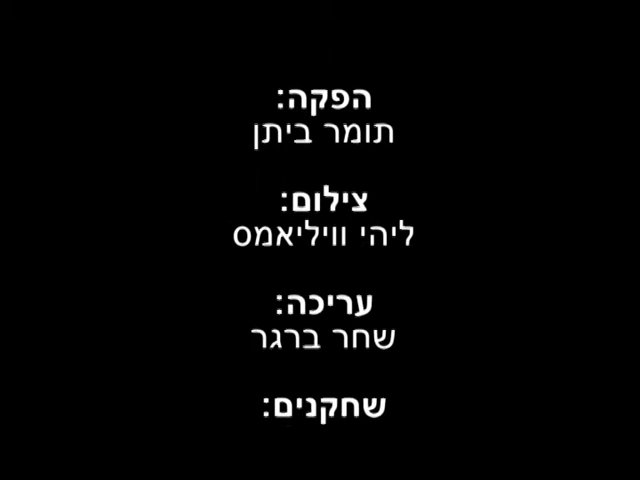 הפקה:
תומר ביתן
צילום:
ליהי וויליאמס
עריכה:
שחר ברגר
שחקנים: